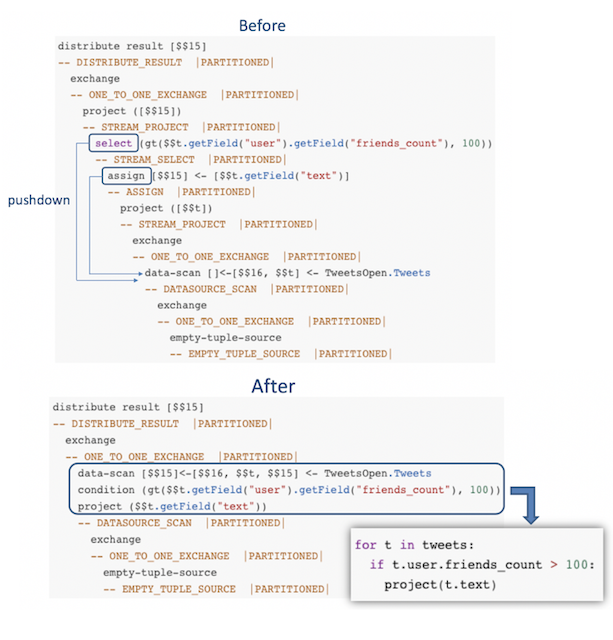 Before
distribute result [$$15]
-- DISTRIBUTE_RESULT |PARTITIONED|
exchange
-- ONE_TO_ONE_EXCHANGE |PARTITIONED|
project ([$$15])
-- STREAM_PROJECT |PARTITIONED|
select (gt($$t.getField("user").getField("friends_count"), 100))
-- STREAM_SELECT |PARTITIONED|
assign [$$15] <- [$$t.getField("text")]
-- ASSIGN |PARTITIONED|
pushdown
project ([$$t])
-- STREAM_PROJECT |PARTITIONED|
exchange
-- ONE_TO_ONE_EXCHANGE |PARTITIONED|
data-scan []<-[$$16, $$t] <- TweetsOpen.Tweets
-- DATASOURCE_SCAN |PARTITIONED|
exchange
-- ONE_TO_ONE_EXCHANGE |PARTITIONED|
empty-tuple-source
-- EMPTY_TUPLE_SOURCE |PARTITIONED|
After
distribute result [$$15]
-- DISTRIBUTE_RESULT |PARTITIONED|
exchange
-- ONE_TO_ONE_EXCHANGE |PARTITIONED|
data-scan [$$15]<-[$$16, $$t, $$15] <- TweetsOpen.Tweets
condition (gt($$t.getField("user").getField("friends_count"), 100))
project ($$t.getField("text"))
-- DATASOURCE_SCAN |PARTITIONED|
exchange
-- ONE_TO_ONE_EXCHANGE |PARTITIONED|
empty-tuple-source
-- EMPTY_TUPLE_SOURCE |PARTITIONED|
for t in tweets:
if t.user.friends_count > 100:
project(t.text)